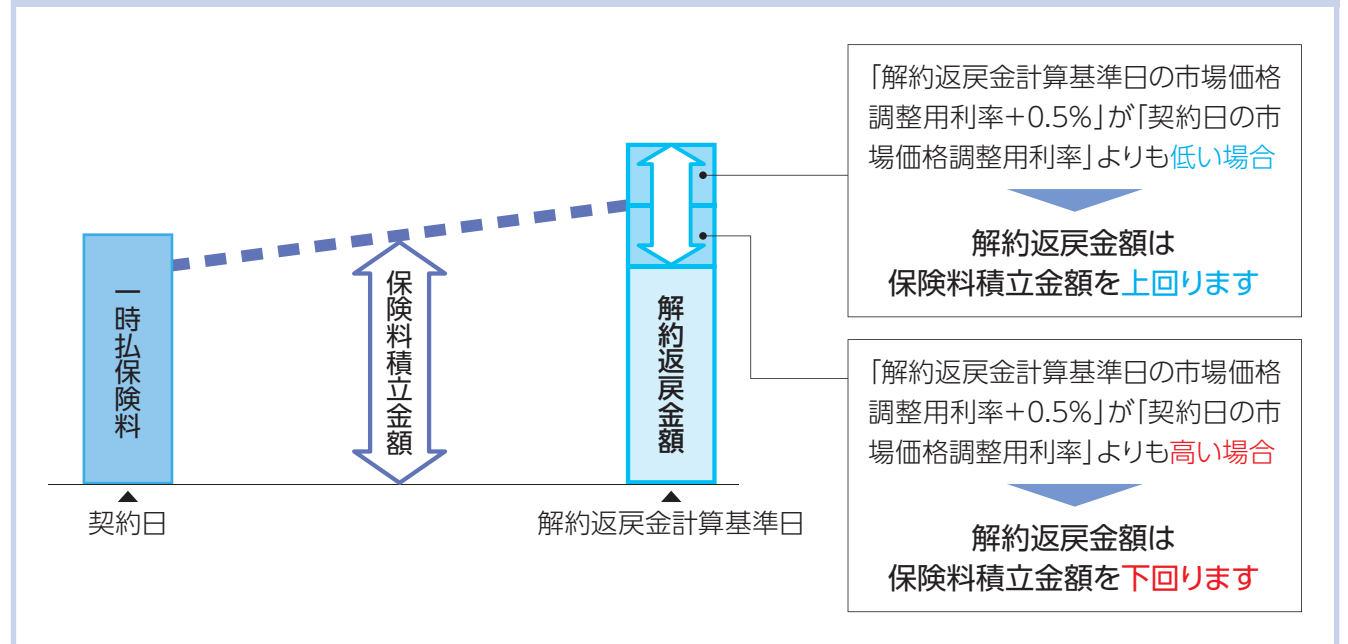 一時払保険料
保険料積立金額
解約返戻金額
契約日
解約返戻金計算基準日
「解約返戻金計算基準日の市場価格
調整用利率+0.5%」が「契約日の市
場価格調整用利率」よりも低い場合
解約返戻金額は
保険料積立金額を上回ります
「解約返戻金計算基準日の市場価格
調整用利率+0.5%」が「契約日の市
場価格調整用利率」よりも高い場合
解約返戻金額は
保険料積立金額を下回ります